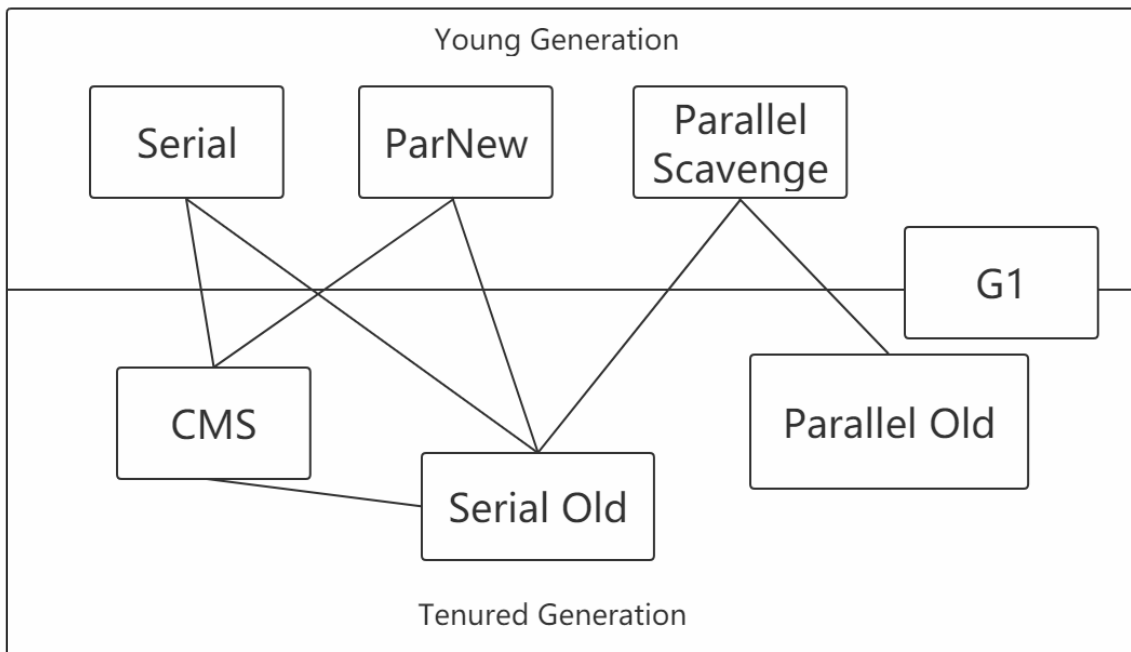 Young Generation
Serial
ParNew
Parallel
Scavenge
G1
CMS
Parallel Old
Serial Old
Tenured Generation